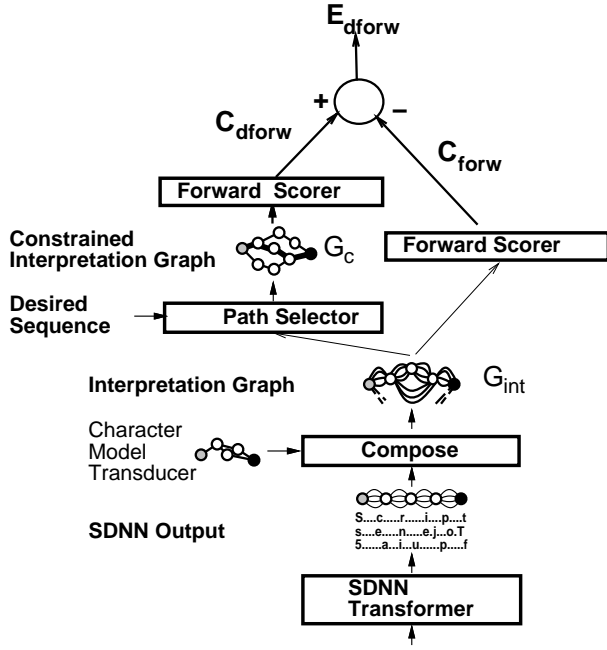 E_dforw
+
−
C_dforw
C_forw
Forward Scorer
Constrained
Interpretation Graph
G_c
Forward Scorer
Desired
Sequence
Path Selector
Interpretation Graph
G_int
Character
Model
Transducer
Compose
SDNN Output
S....c.....r......i....p....t
s....e.....n.....e.j...o.T
5......a...i...u......p.....f
SDNN
Transformer